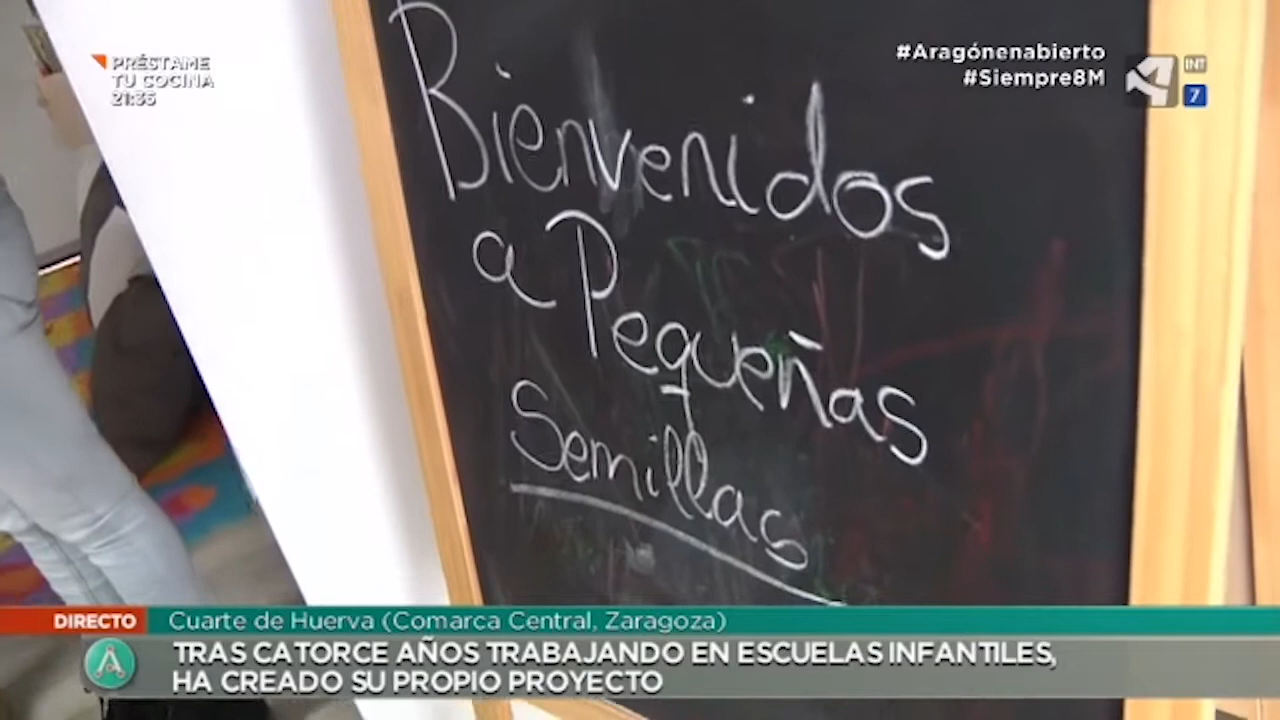 PRÉSTAME
TU COCINA
21:35
#Aragónenabierto
#Siempre8M
INT
7
Bienvenidos
a Pequeñas
Semillas
DIRECTO
Cuarte de Huerva (Comarca Central, Zaragoza)
TRAS CATORCE AÑOS TRABAJANDO EN ESCUELAS INFANTILES,
HA CREADO SU PROPIO PROYECTO